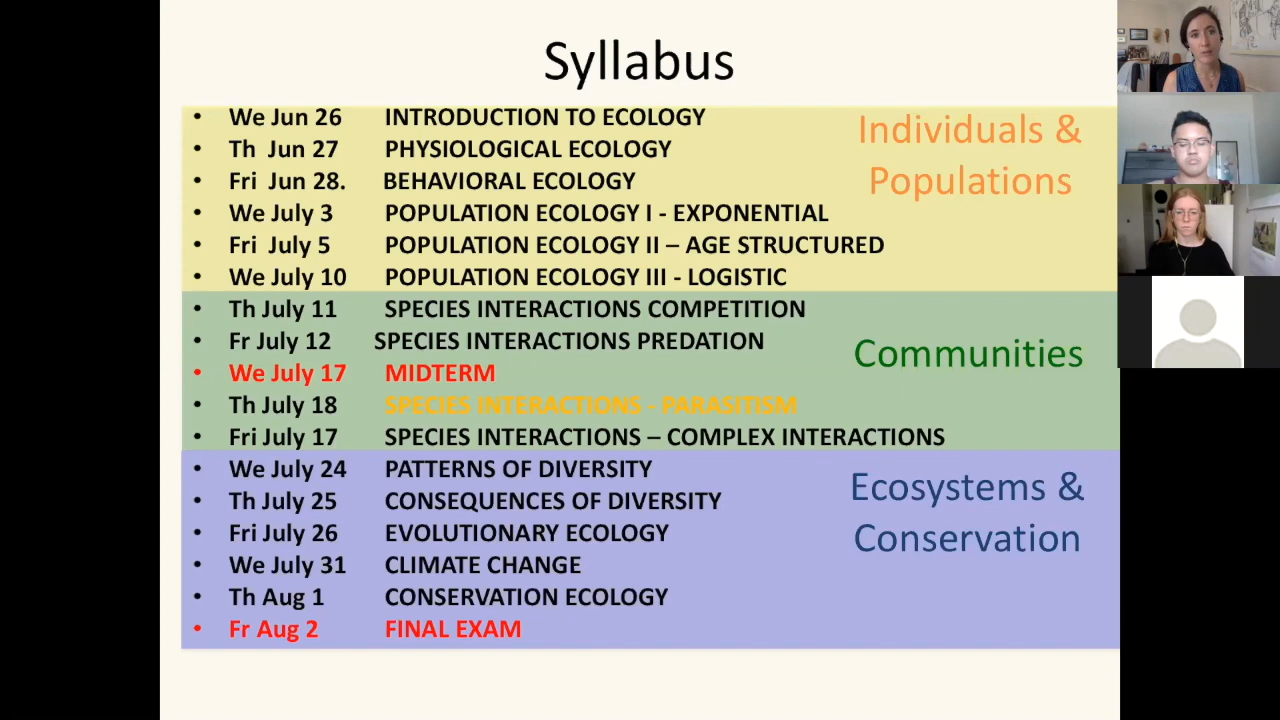 Syllabus
• We Jun 26 INTRODUCTION TO ECOLOGY
• Th Jun 27 PHYSIOLOGICAL ECOLOGY
• Fri Jun 28. BEHAVIORAL ECOLOGY
• We July 3 POPULATION ECOLOGY I - EXPONENTIAL
• Fri July 5 POPULATION ECOLOGY II – AGE STRUCTURED
• We July 10 POPULATION ECOLOGY III - LOGISTIC
Individuals &
Populations
• Th July 11 SPECIES INTERACTIONS COMPETITION
• Fr July 12 SPECIES INTERACTIONS PREDATION
• We July 17 MIDTERM
• Th July 18 SPECIES INTERACTIONS - PARASITISM
• Fri July 17 SPECIES INTERACTIONS – COMPLEX INTERACTIONS
Communities
• We July 24 PATTERNS OF DIVERSITY
• Th July 25 CONSEQUENCES OF DIVERSITY
• Fri July 26 EVOLUTIONARY ECOLOGY
• We July 31 CLIMATE CHANGE
• Th Aug 1 CONSERVATION ECOLOGY
• Fr Aug 2 FINAL EXAM
Ecosystems &
Conservation